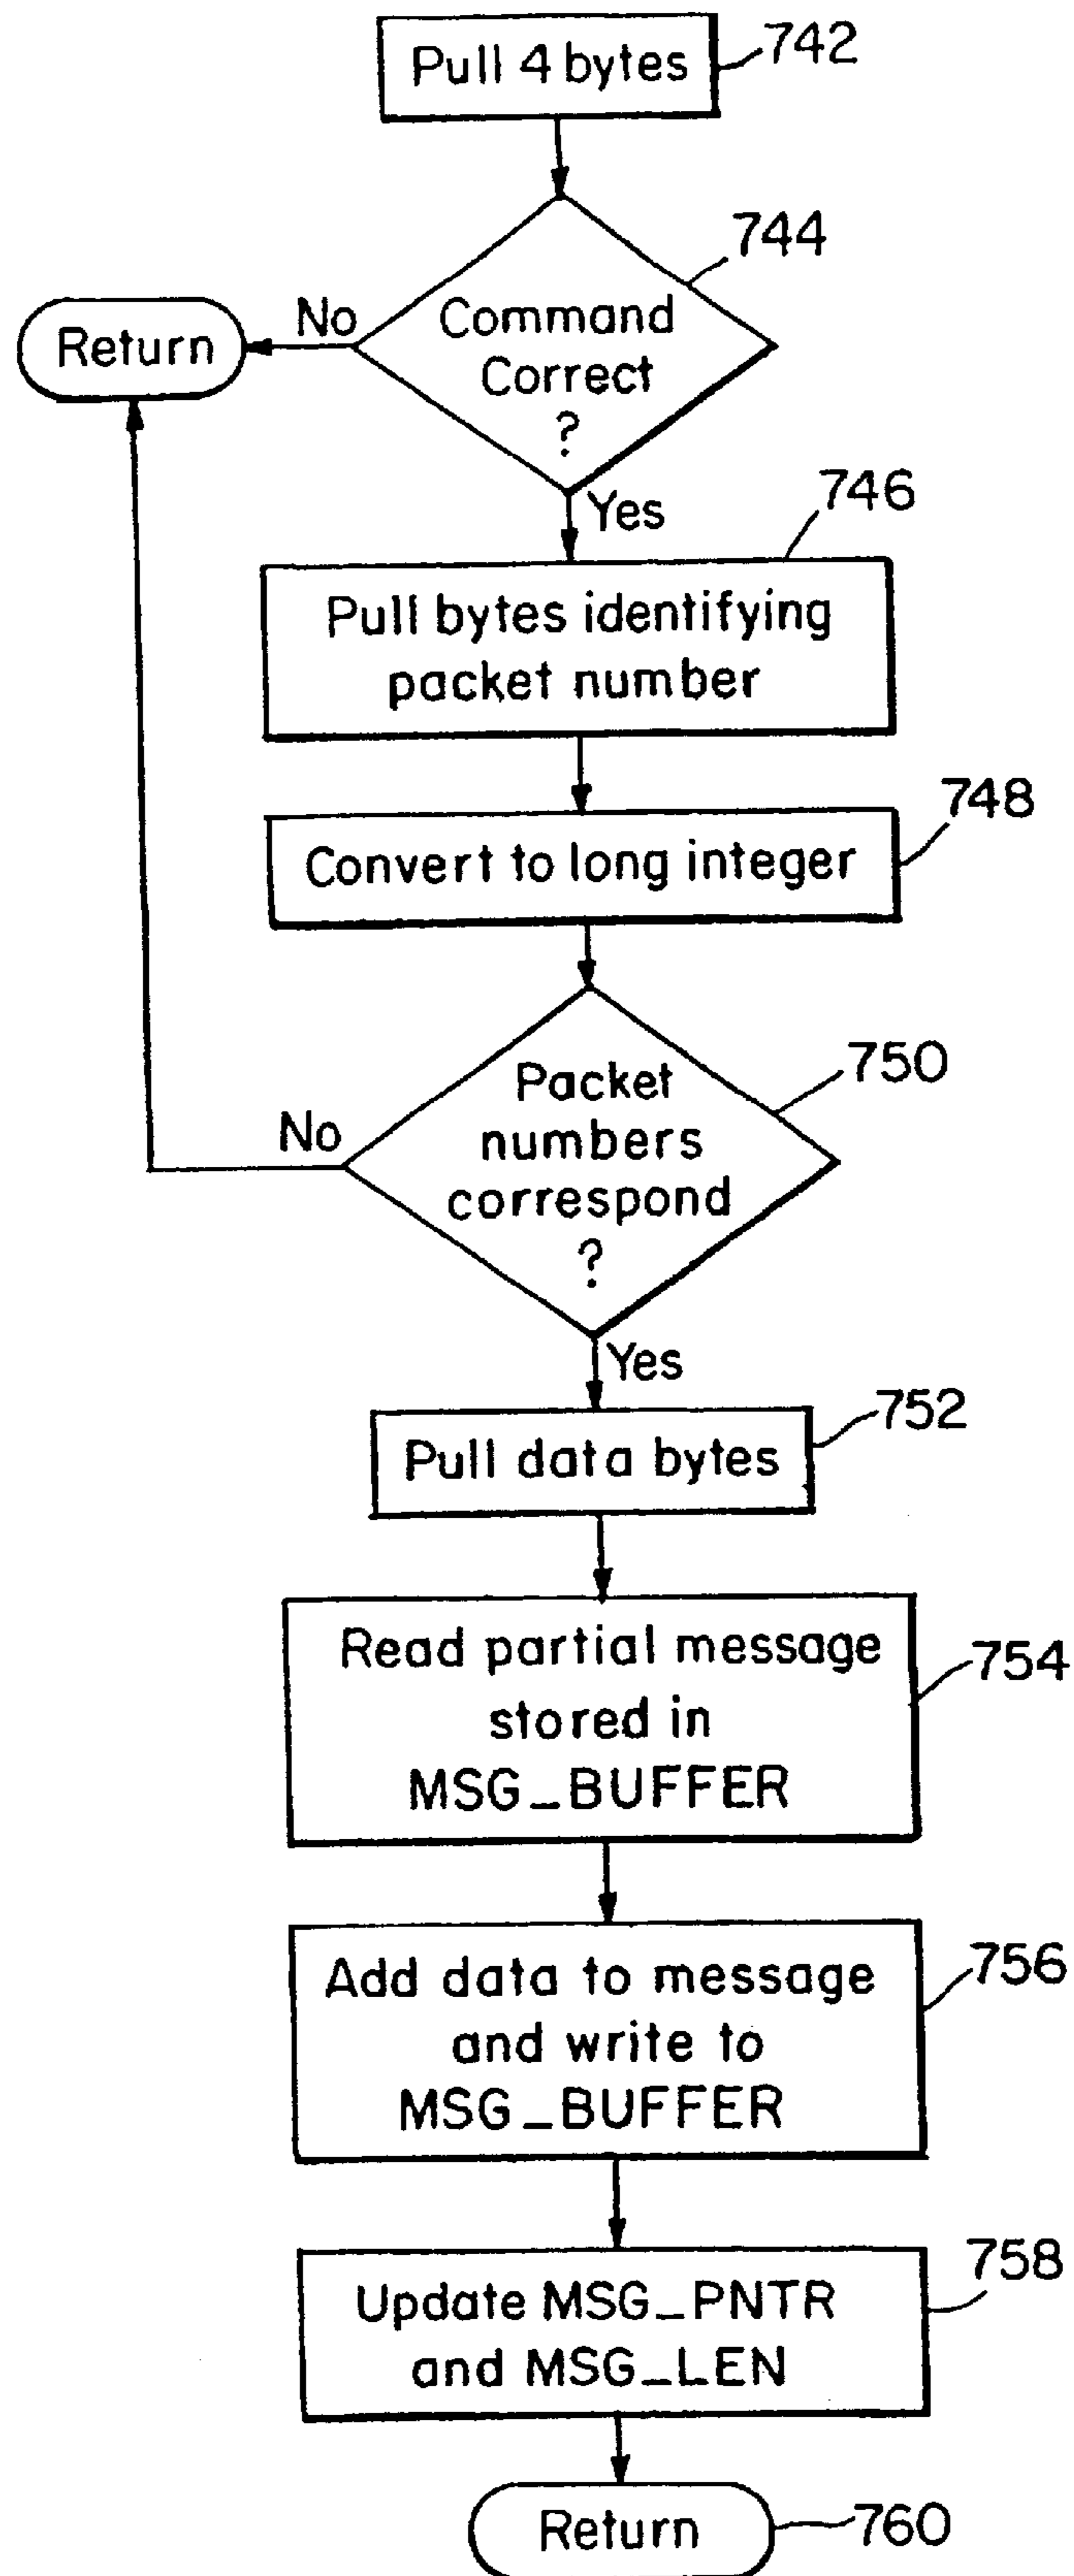 Pull 4 bytes
742
744
Return
No
Command
Correct
?
Yes
746
Pull bytes identifying
packet number
748
Convert to long integer
750
Packet
numbers
correspond
?
No
Yes
752
Pull data bytes
Read partial message
stored in
MSG_BUFFER
754
Add data to message
and write to
MSG_BUFFER
756
758
Update MSG_PNTR
and MSG_LEN
Return
760